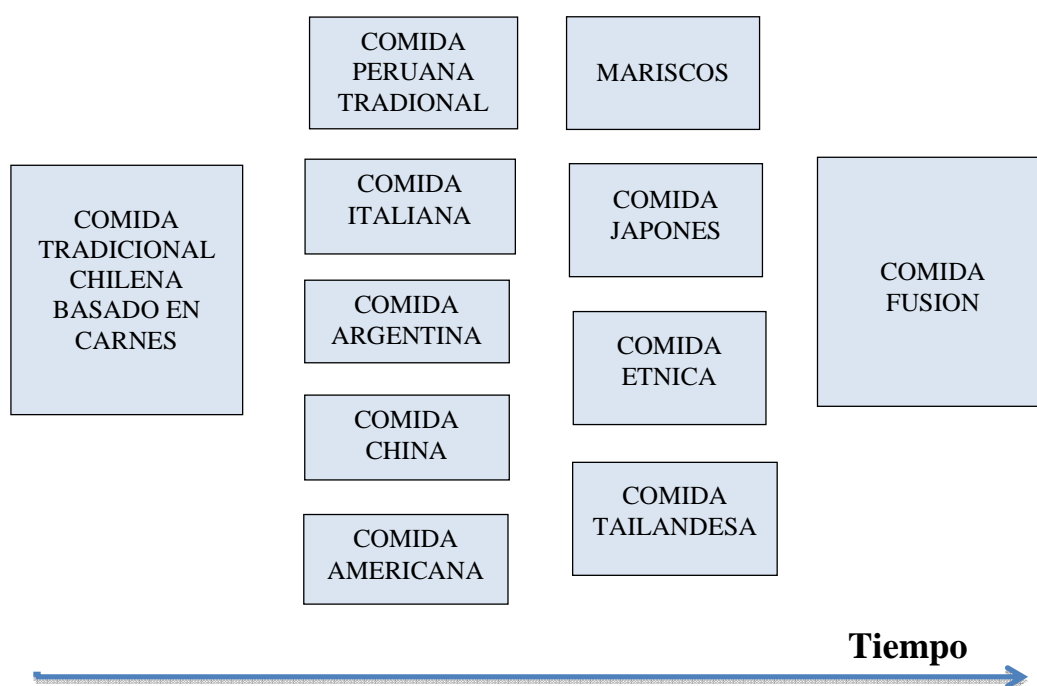 COMIDA
TRADICIONAL
CHILENA
BASADO EN
CARNES
COMIDA
PERUANA
TRADIONAL
COMIDA
ITALIANA
COMIDA
ARGENTINA
COMIDA
CHINA
COMIDA
AMERICANA
MARISCOS
COMIDA
JAPONES
COMIDA
ETNICA
COMIDA
TAILANDESA
COMIDA
FUSION
Tiempo